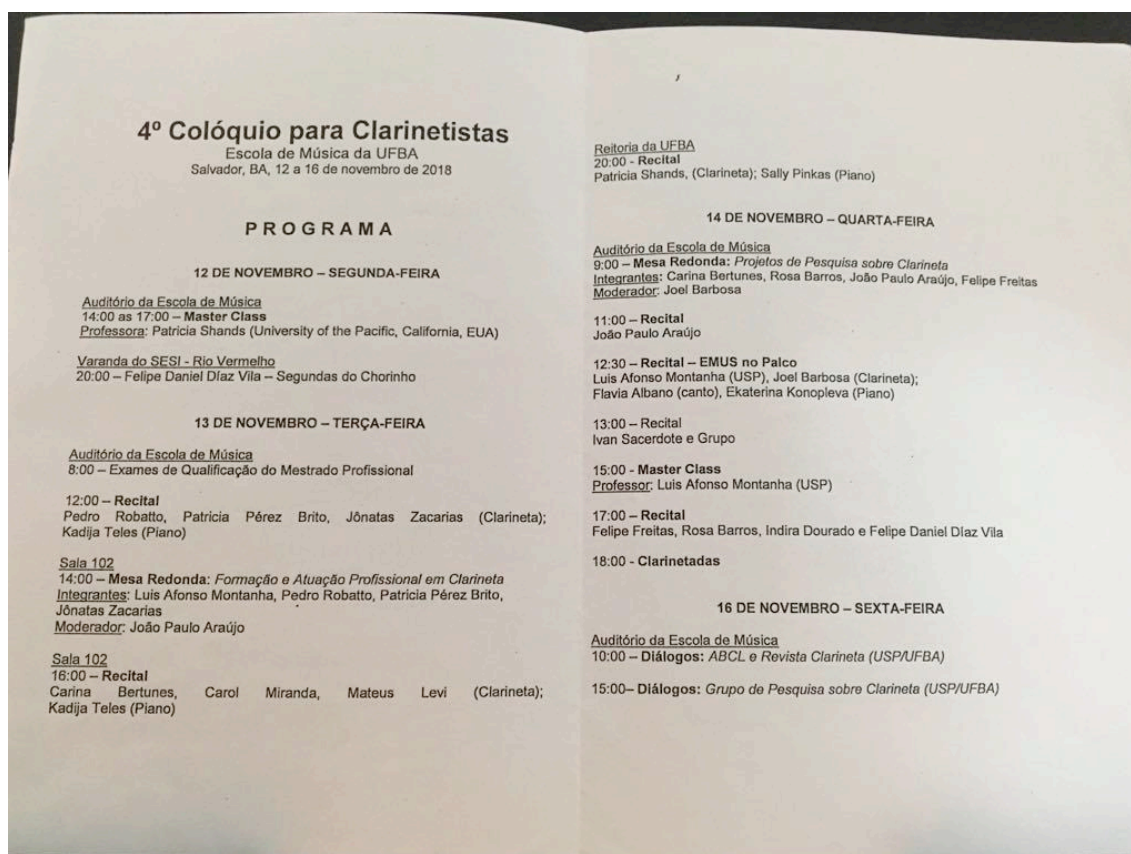 4º Colóquio para Clarinetistas
Escola de Música da UFBA
Salvador, BA, 12 a 16 de novembro de 2018
PROGRAMA
12 DE NOVEMBRO – SEGUNDA-FEIRA
Auditório da Escola de Música
14:00 as 17:00 – Master Class
Professora: Patricia Shands (University of the Pacific, California, EUA)
Varanda do SESI - Rio Vermelho
20:00 – Felipe Daniel Díaz Vila – Segundas do Chorinho
13 DE NOVEMBRO – TERÇA-FEIRA
Auditório da Escola de Música
8:00 – Exames de Qualificação do Mestrado Profissional
12:00 – Recital
Pedro Robatto, Patricia Pérez Brito, Jônatas Zacarias (Clarineta);
Kadija Teles (Piano)
Sala 102
14:00 – Mesa Redonda: Formação e Atuação Profissional em Clarineta
Integrantes: Luis Afonso Montanha, Pedro Robatto, Patricia Pérez Brito,
Jônatas Zacarias
Moderador: João Paulo Araújo
Sala 102
16:00 – Recital
Carina Bertunes, Carol Miranda, Mateus Levi (Clarineta);
Kadija Teles (Piano)
Reitoria da UFBA
20:00 - Recital
Patricia Shands, (Clarineta); Sally Pinkas (Piano)
14 DE NOVEMBRO – QUARTA-FEIRA
Auditório da Escola de Música
9:00 – Mesa Redonda: Projetos de Pesquisa sobre Clarineta
Integrantes: Carina Bertunes, Rosa Barros, João Paulo Araújo, Felipe Freitas
Moderador: Joel Barbosa
11:00 – Recital
João Paulo Araújo
12:30 – Recital – EMUS no Palco
Luis Afonso Montanha (USP), Joel Barbosa (Clarineta);
Flavia Albano (canto), Ekaterina Konopleva (Piano)
13:00 – Recital
Ivan Sacerdote e Grupo
15:00 - Master Class
Professor: Luis Afonso Montanha (USP)
17:00 – Recital
Felipe Freitas, Rosa Barros, Indira Dourado e Felipe Daniel Díaz Vila
18:00 - Clarinetadas
16 DE NOVEMBRO – SEXTA-FEIRA
Auditório da Escola de Música
10:00 – Diálogos: ABCL e Revista Clarineta (USP/UFBA)
15:00– Diálogos: Grupo de Pesquisa sobre Clarineta (USP/UFBA)